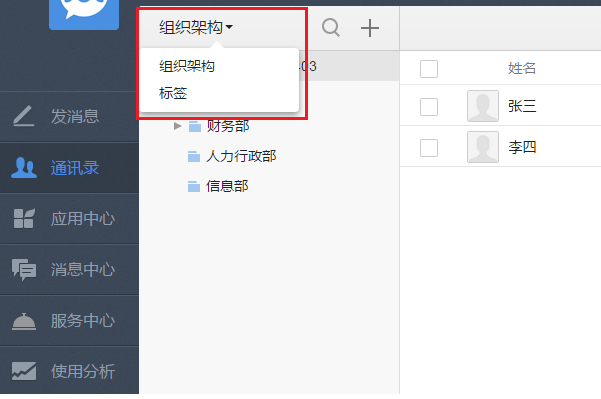 组织架构
组织架构
标签
03
财务部
人力行政部
信息部
发消息
通讯录
应用中心
消息中心
服务中心
使用分析
姓名
张三
李四